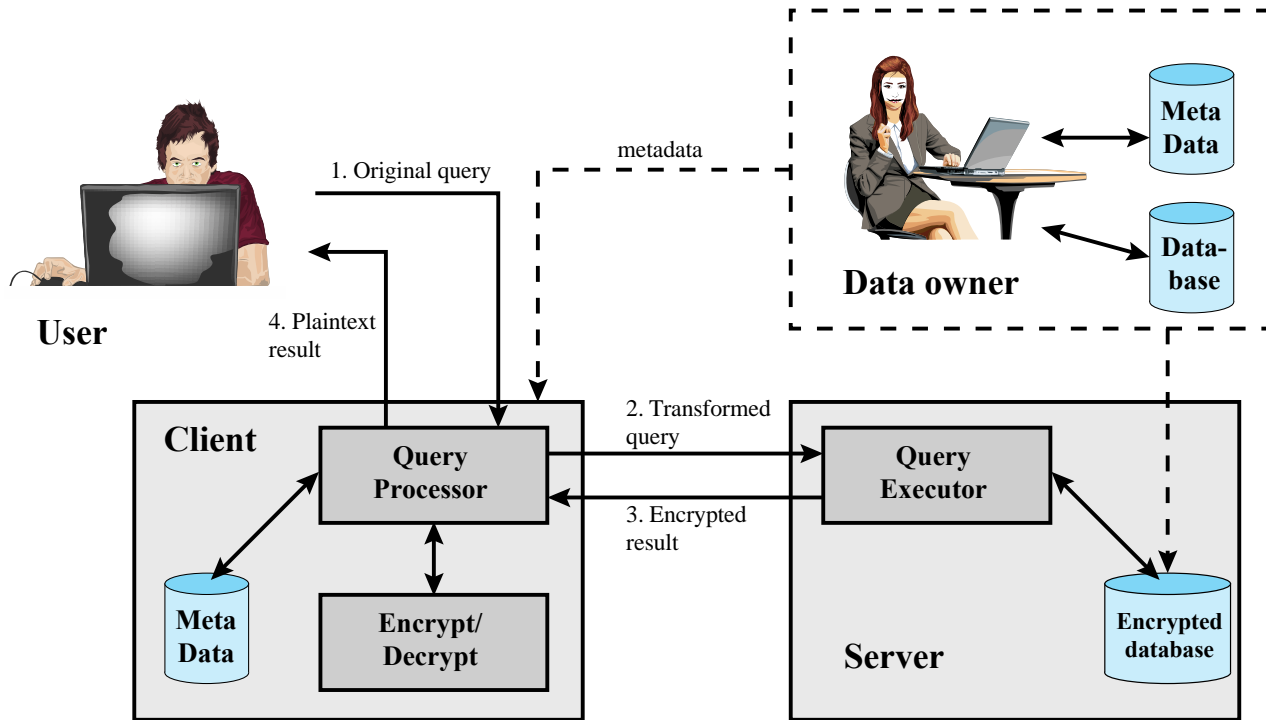 Meta
Data
metadata
1. Original query
Data-
base
Data owner
User
4. Plaintext
result
Client
Query
Processor
2. Transformed
query
Query
Executor
3. Encrypted
result
Meta
Data
Encrypt/
Decrypt
Server
Encrypted
database